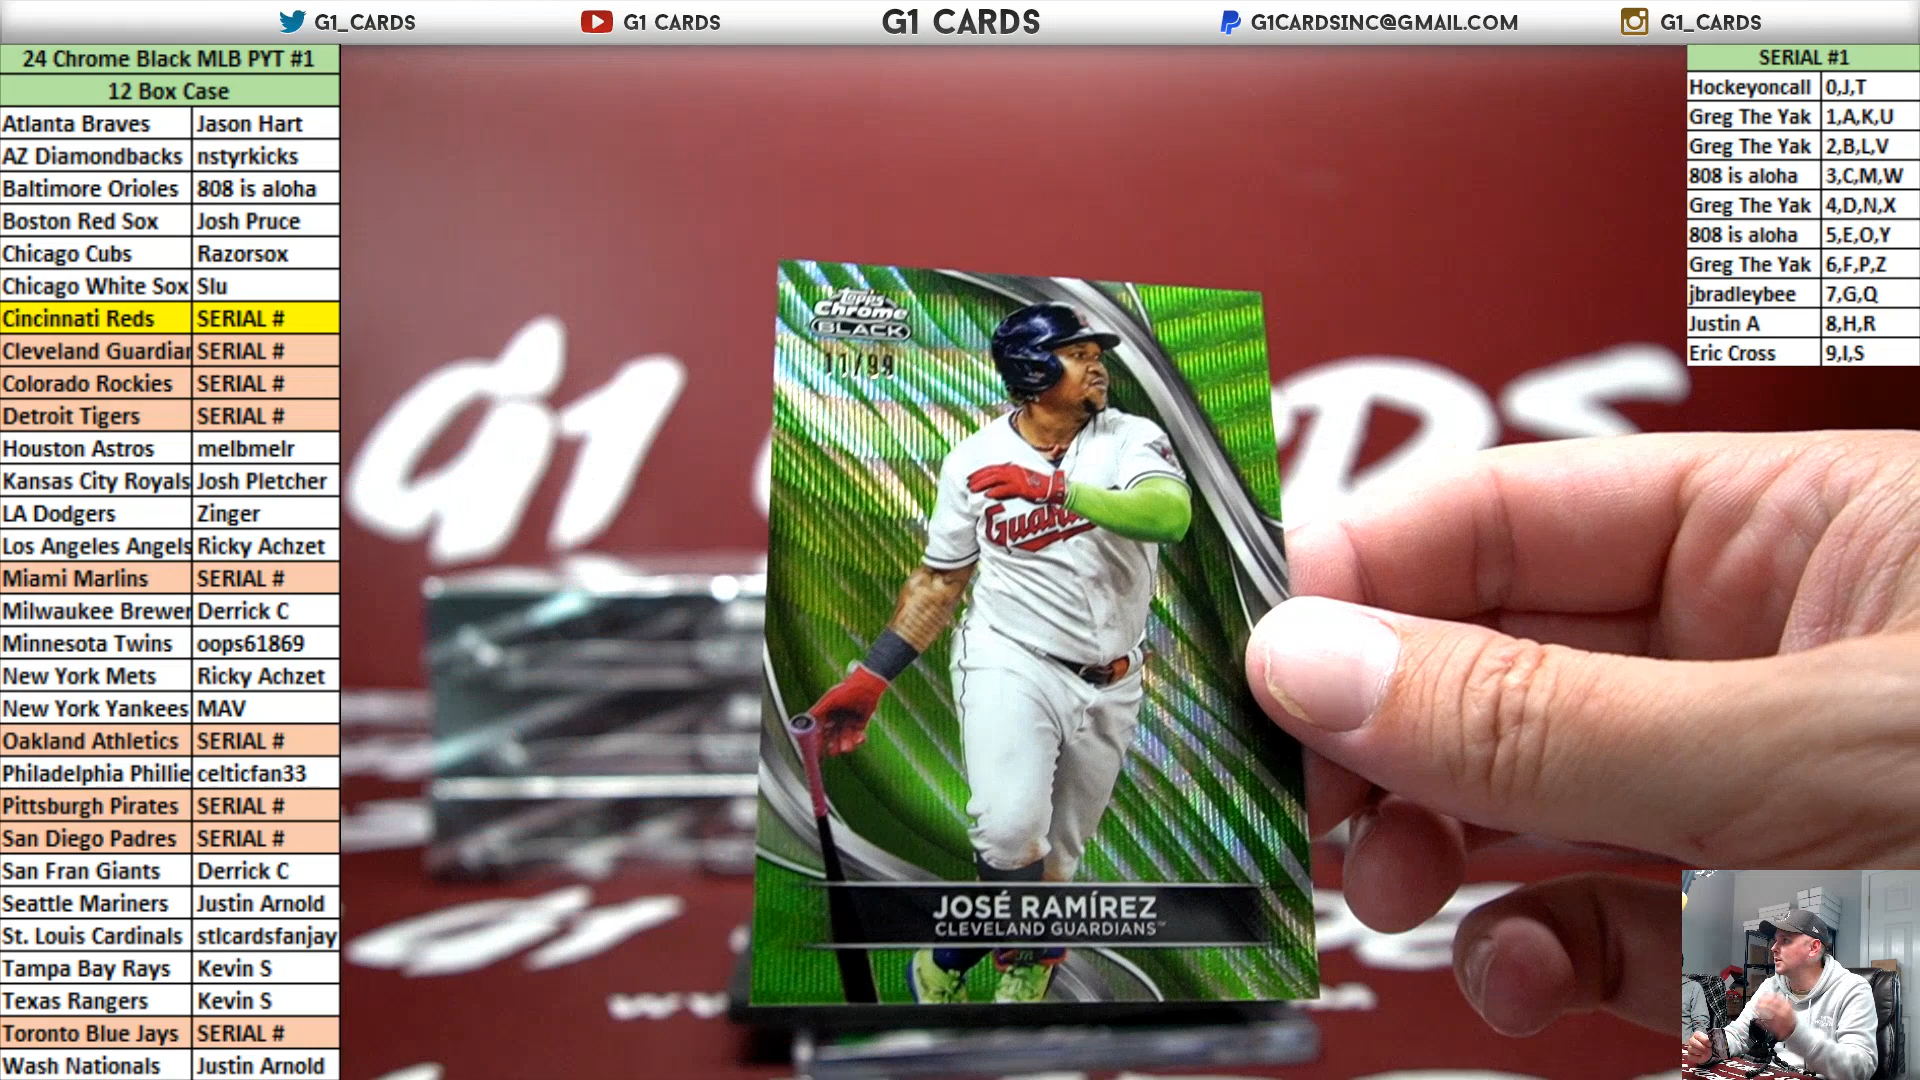 G1_CARDS
G1 CARDS
G1 CARDS
G1CARDSINC@GMAIL.COM
G1_CARDS
24 Chrome Black MLB PYT #1
12 Box Case
Atlanta Braves Jason Hart
AZ Diamondbacks nstyrkicks
Baltimore Orioles 808 is aloha
Boston Red Sox Josh Pruce
Chicago Cubs Razorsox
Chicago White Sox Slu
Cincinnati Reds SERIAL #
Cleveland Guardian SERIAL #
Colorado Rockies SERIAL #
Detroit Tigers SERIAL #
Houston Astros melbmelr
Kansas City Royals Josh Pletcher
LA Dodgers Zinger
Los Angeles Angels Ricky Achzet
Miami Marlins SERIAL #
Milwaukee Brewer Derrick C
Minnesota Twins oops61869
New York Mets Ricky Achzet
New York Yankees MAV
Oakland Athletics SERIAL #
Philadelphia Phillie celticfan33
Pittsburgh Pirates SERIAL #
San Diego Padres SERIAL #
San Fran Giants Derrick C
Seattle Mariners Justin Arnold
St. Louis Cardinals stlcardsfanjay
Tampa Bay Rays Kevin S
Texas Rangers Kevin S
Toronto Blue Jays SERIAL #
Wash Nationals Justin Arnold
SERIAL #1
Hockeyoncall 0,J,T
Greg The Yak 1,A,K,U
Greg The Yak 2,B,L,V
808 is aloha 3,C,M,W
Greg The Yak 4,D,N,X
808 is aloha 5,E,O,Y
Greg The Yak 6,F,P,Z
jbradleybee 7,G,Q
Justin A 8,H,R
Eric Cross 9,I,S
Topps
Chrome
BLACK
11/99
JOSÉ RAMÍREZ
CLEVELAND GUARDIANS™